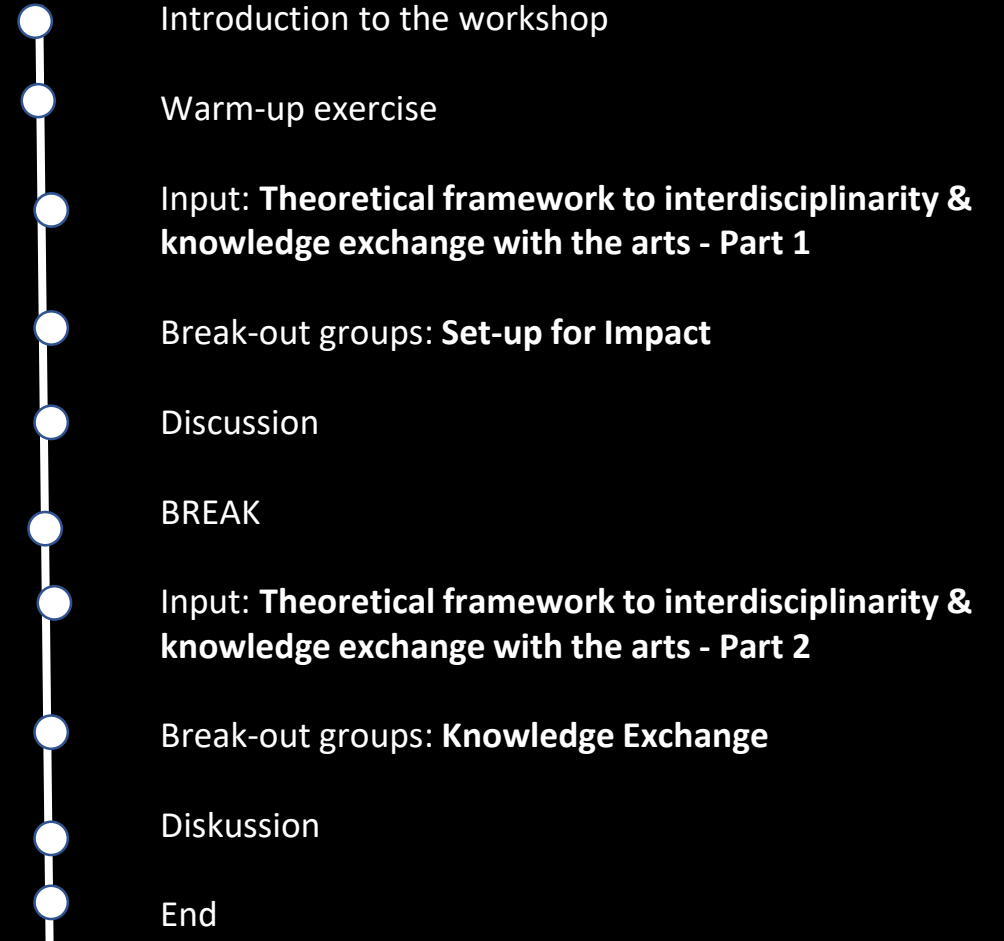 Introduction to the workshop
Warm-up exercise
Input: Theoretical framework to interdisciplinarity &
knowledge exchange with the arts - Part 1
Break-out groups: Set-up for Impact
Discussion
BREAK
Input: Theoretical framework to interdisciplinarity &
knowledge exchange with the arts - Part 2
Break-out groups: Knowledge Exchange
Diskussion
End